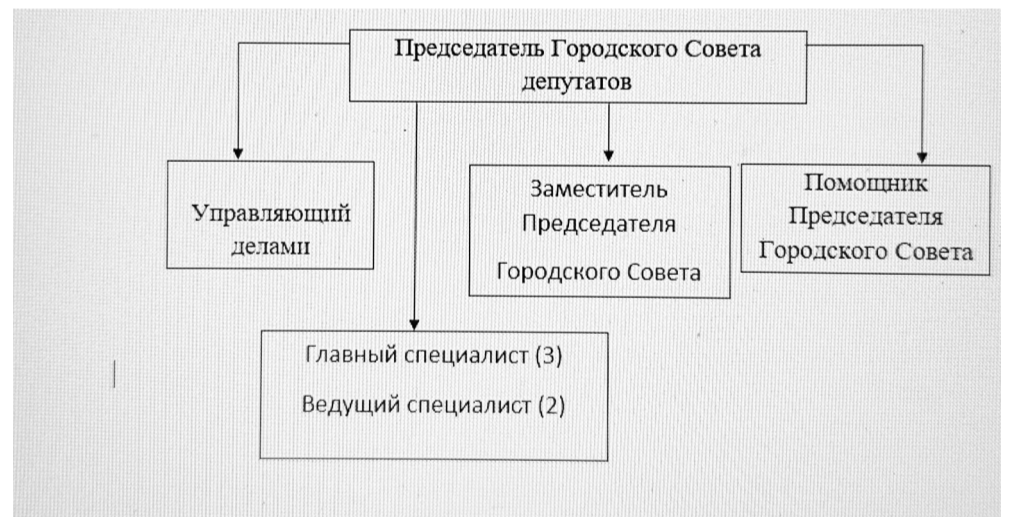 Председатель Городского Совета
депутатов
Управляющий
делами
Заместитель
Председателя
Городского Совета
Помощник
Председателя
Городского Совета
Главный специалист (3)
Ведущий специалист (2)